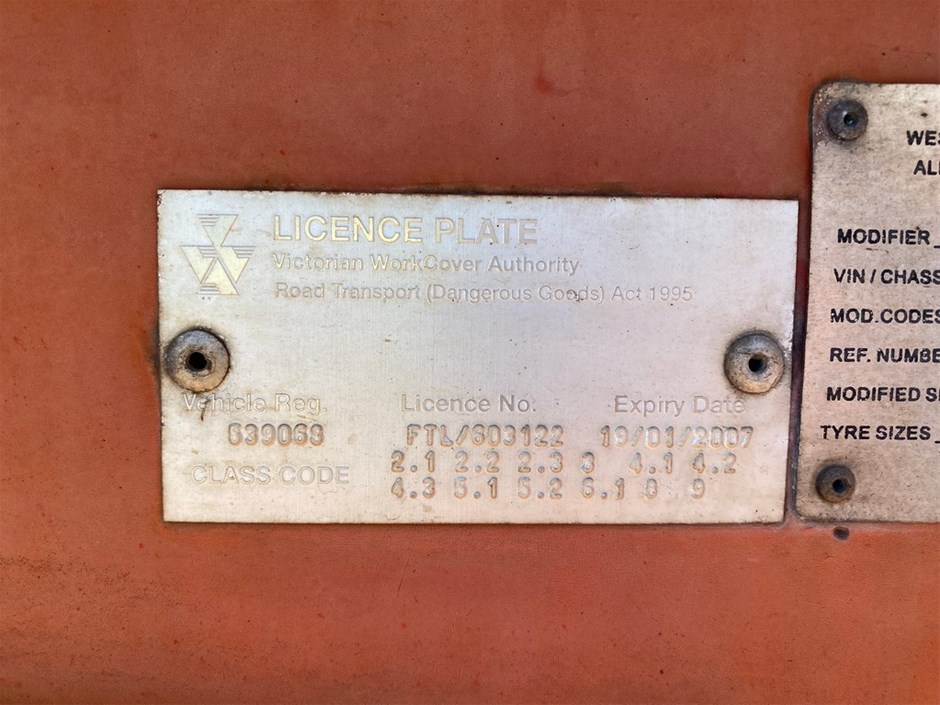 LICENCE PLATE
Victorian WorkCover Authority
Road Transport (Dangerous Goods) Act 1995
Vehicle Reg. Licence No. Expiry Date
FTL/603122 19/01/2007
CLASS CODE 2.1 2.2 2.3 3 4.1 4.2
4.3 5.1 5.2 6.1 8 9
MODIFIER
VIN / CHASS
MOD.CODES
REF. NUMBE
MODIFIED
TYRE SIZES